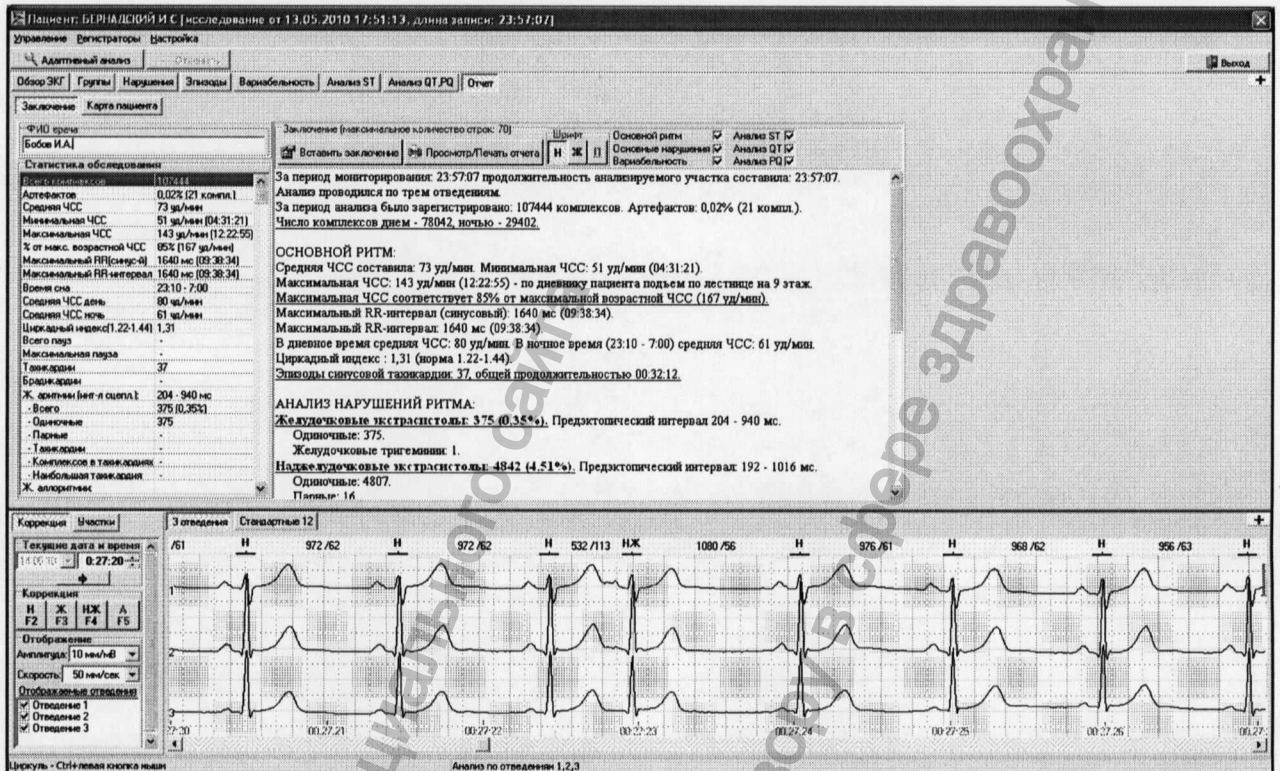 Пациент: БЕРНАДСКИЙ И С [исследование от 13.05.2010 17:51:13, длина записи: 23:57:07]
Управление Регистраторы Настройка
Адаптивный анализ
Выход
Обзор ЭКГ Группы Нарушения Эпизоды Вариабельность Анализ ST Анализ QT,PQ Отчет
Заключение Карта пациента
ФИО врача
Бобов И.А.
Заключение (максимальное количество строк: 70)
Вставить заключение Просмотр/Печать отчета
Шрифт
Н Ж П
Основной ритм Анализ ST
Основные нарушения Анализ QT
Вариабельность Анализ PQ
Статистика обследования
Всего комплексов 107444
Артефактов 0,02% (21 компл.)
Средняя ЧСС 73 уд/мин
Минимальная ЧСС 51 уд/мин (04:31:21)
Максимальная ЧСС 143 уд/мин (12:22:55)
% от макс. возрастной ЧСС 85% (167 уд/мин)
Максимальный RR(синус-й) 1640 мс (09:38:34)
Максимальный RR-интервал 1640 мс (09:38:34)
Время сна 23:10 - 7:00
Средняя ЧСС день 80 уд/мин
Средняя ЧСС ночь 61 уд/мин
Циркадный индекс(1.22-1.44) 1,31
Всего пауз -
Максимальная пауза -
Тахикардии 37
Брадикардии -
Ж. аритмии (инт-л сцепл.): 204 - 940 мс
- Всего 375 (0,35%)
- Одиночные 375
- Парные -
- Тахикардии -
- Комплексов в тахикардиях -
- Наибольшая тахикардия
Ж. аллоритмии
За период мониторирования: 23:57:07 продолжительность анализируемого участка составила: 23:57:07.
Анализ проводился по трем отведениям.
За период анализа было зарегистрировано: 107444 комплексов. Артефактов: 0,02% (21 компл.).
Число комплексов днем - 78042, ночью - 29402.
ОСНОВНОЙ РИТМ:
Средняя ЧСС составила: 73 уд/мин. Минимальная ЧСС: 51 уд/мин (04:31:21).
Максимальная ЧСС: 143 уд/мин (12:22:55) - по дневнику пациента подъем по лестнице на 9 этаж.
Максимальная ЧСС соответствует 85% от максимальной возрастной ЧСС (167 уд/мин).
Максимальный RR-интервал (синусовый): 1640 мс (09:38:34).
Максимальный RR-интервал: 1640 мс (09:38:34).
В дневное время средняя ЧСС: 80 уд/мин. В ночное время (23:10 - 7:00) средняя ЧСС: 61 уд/мин.
Циркадный индекс : 1,31 (норма 1.22-1.44).
Эпизоды синусовой тахикардии: 37, общей продолжительностью 00:32:12.
АНАЛИЗ НАРУШЕНИЙ РИТМА:
Желудочковые экстрасистолы: 375 (0,35%). Предэктопический интервал 204 - 940 мс.
Одиночные: 375.
Желудочковые тригеминии: 1.
Наджелудочковые экстрасистолы: 4842 (4,51%). Предэктопический интервал: 192 - 1016 мс.
Одиночные: 4807.
Парные: 16
Коррекция Участки
3 отведения Стандартные 12
Текущие дата и время
0:27:20
Коррекция
Н F2 Ж F3 НЖ F4 А F5
Отображение
Амплитуда: 10 мм/мВ
Скорость: 50 мм/сек
Отображаемые отведения
Отведение 1
Отведение 2
Отведение 3
/61 Н 972 /62 Н 972 /62 Н 532 /113 НЖ 1080 /56 Н 976 /61 Н 968 /62 Н 956 /63 Н
1
2
3
27:20 00:27:21 00:27:22 00:27:23 00:27:24 00:27:25 00:27:26 00:27:
Циркуль - Ctrl+левая кнопка мыши
Анализ по отведениям 1,2,3